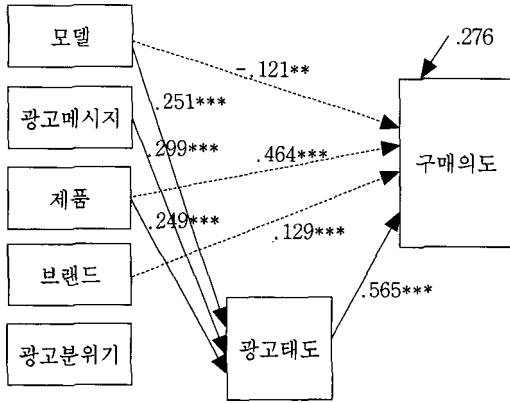 모델
.276
-.121**
.251***
광고메시지
.299***
.464***
구매의도
제품
.249***
.129***
브랜드
.565***
광고분위기
광고태도